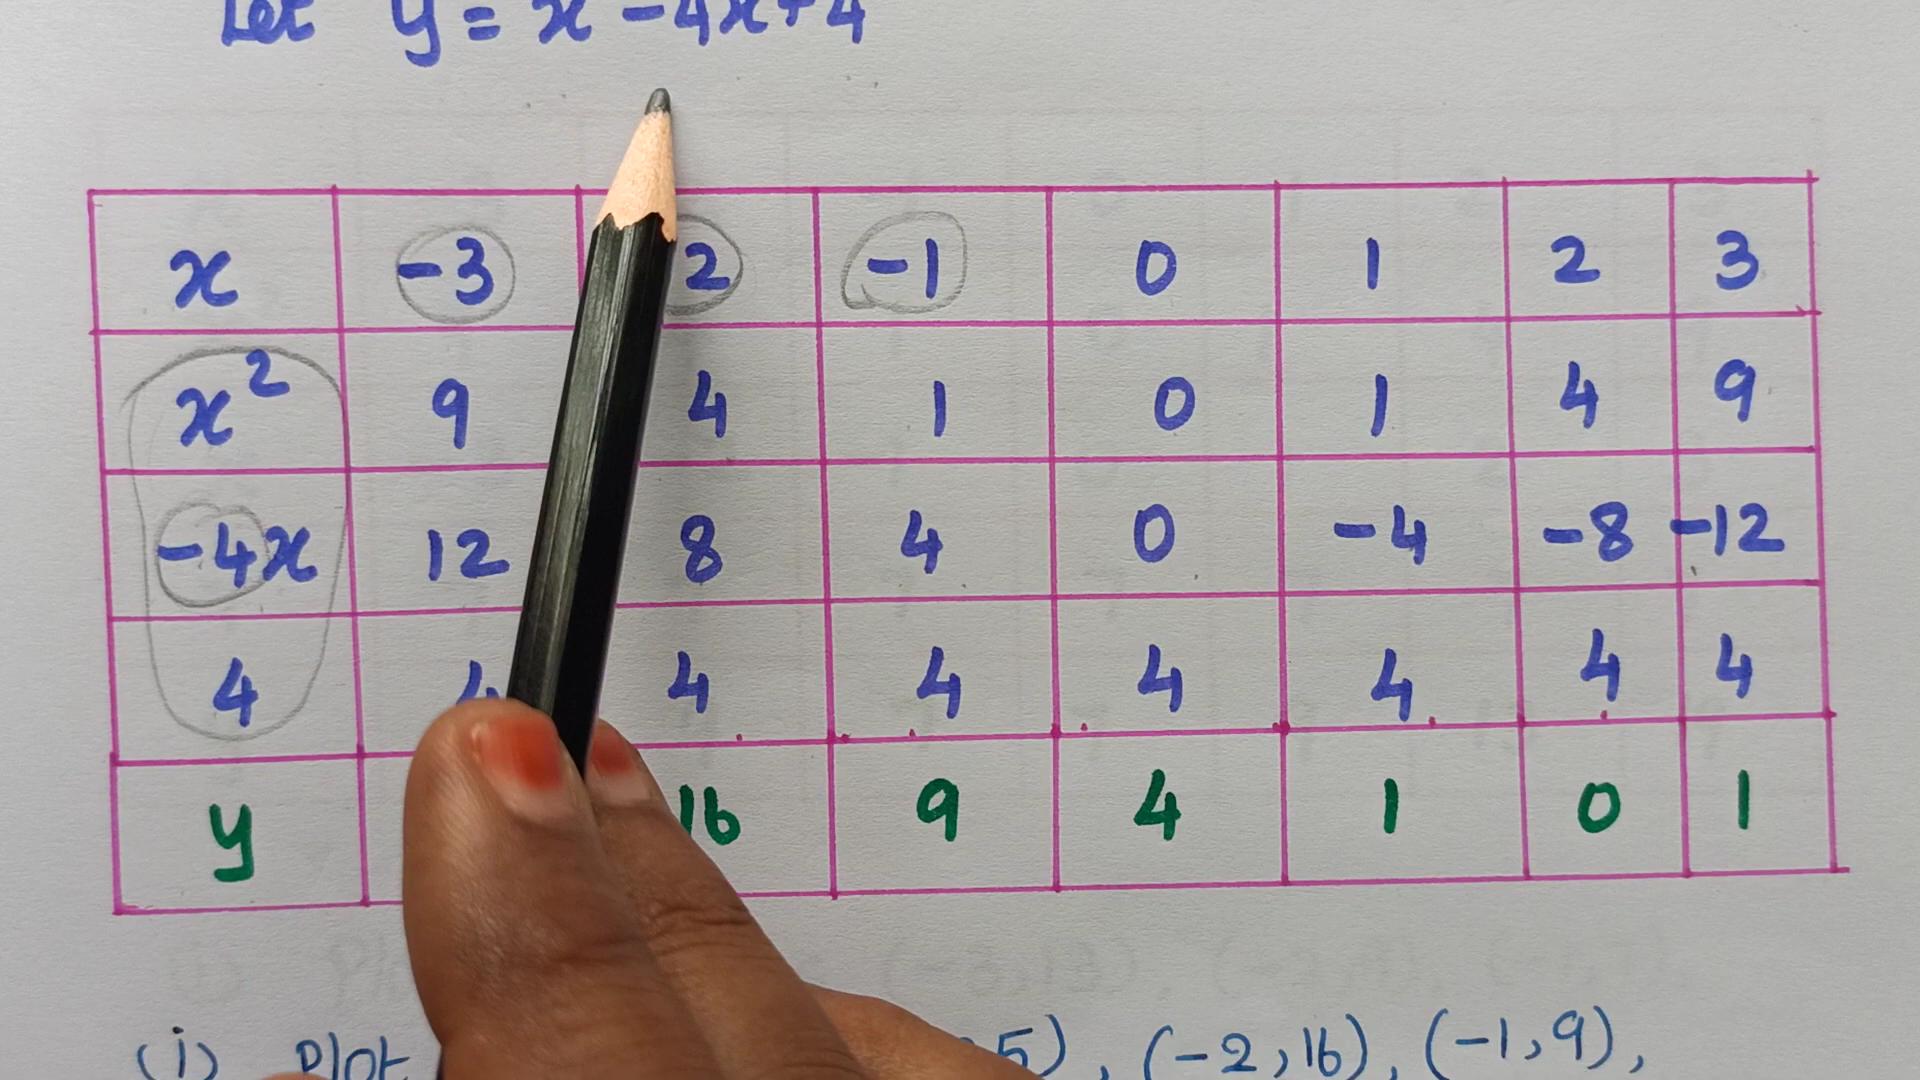 Let y = x - 4x + 4
x -3 2 -1 0 1 2 3
x² 9 4 1 0 1 4 9
-4x 12 8 4 0 -4 -8 -12
4 4 4 4 4 4 4 4
y 16 9 4 1 0 1
(i) Plot 5), (-2,16), (-1,9),